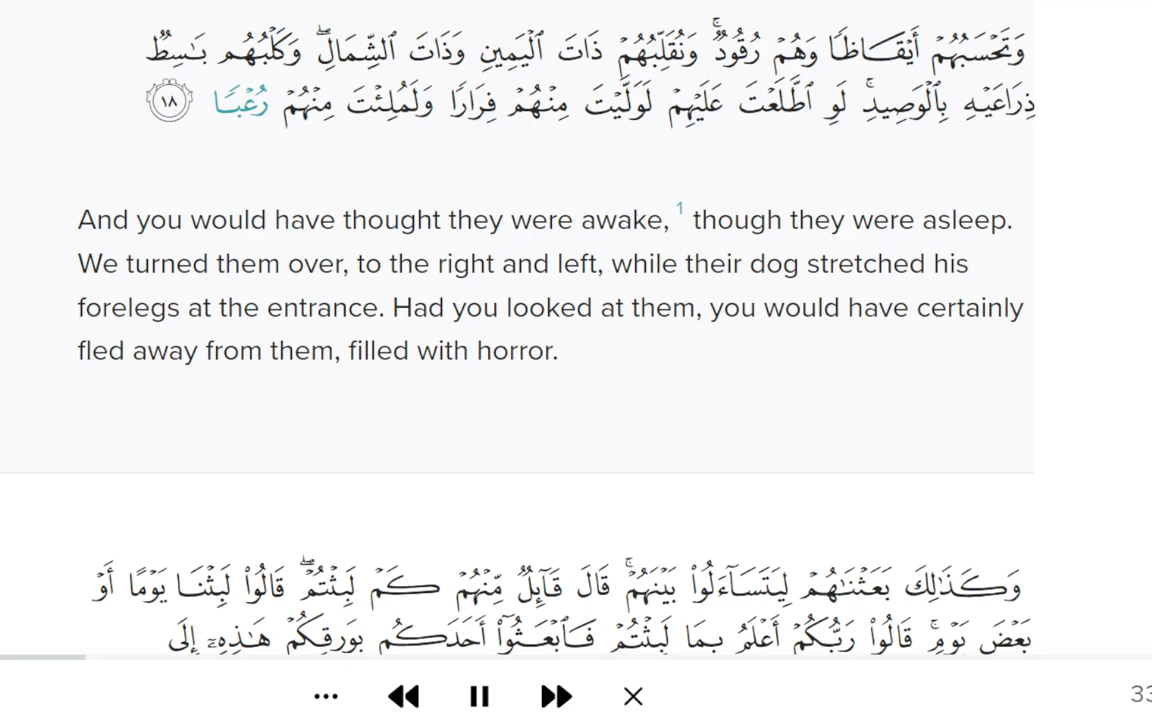 وَتَحْسَبُهُمْ أَيْقَاظًا وَهُمْ رُقُودٌ ۚ وَنُقَلِّبُهُمْ ذَاتَ ٱلْيَمِينِ وَذَاتَ ٱلشِّمَالِ ۖ وَكَلْبُهُم بَـٰسِطٌ
ذِرَاعَيْهِ بِٱلْوَصِيدِ ۚ لَوِ ٱطَّلَعْتَ عَلَيْهِمْ لَوَلَّيْتَ مِنْهُمْ فِرَارًا وَلَمُلِئْتَ مِنْهُمْ رُعْبًا ١٨
And you would have thought they were awake, 1 though they were asleep.
We turned them over, to the right and left, while their dog stretched his
forelegs at the entrance. Had you looked at them, you would have certainly
fled away from them, filled with horror.
وَكَذَٰلِكَ بَعَثْنَـٰهُمْ لِيَتَسَآءَلُوا۟ بَيْنَهُمْ ۚ قَالَ قَآئِلٌ مِّنْهُمْ كَمْ لَبِثْتُمْ ۖ قَالُوا۟ لَبِثْنَا يَوْمًا أَوْ
بَعْضَ يَوْمٍ ۚ قَالُوا۟ رَبُّكُمْ أَعْلَمُ بِمَا لَبِثْتُمْ فَٱبْعَثُوٓا۟ أَحَدَكُم بِوَرِقِكُمْ هَـٰذِهِۦٓ إِلَى